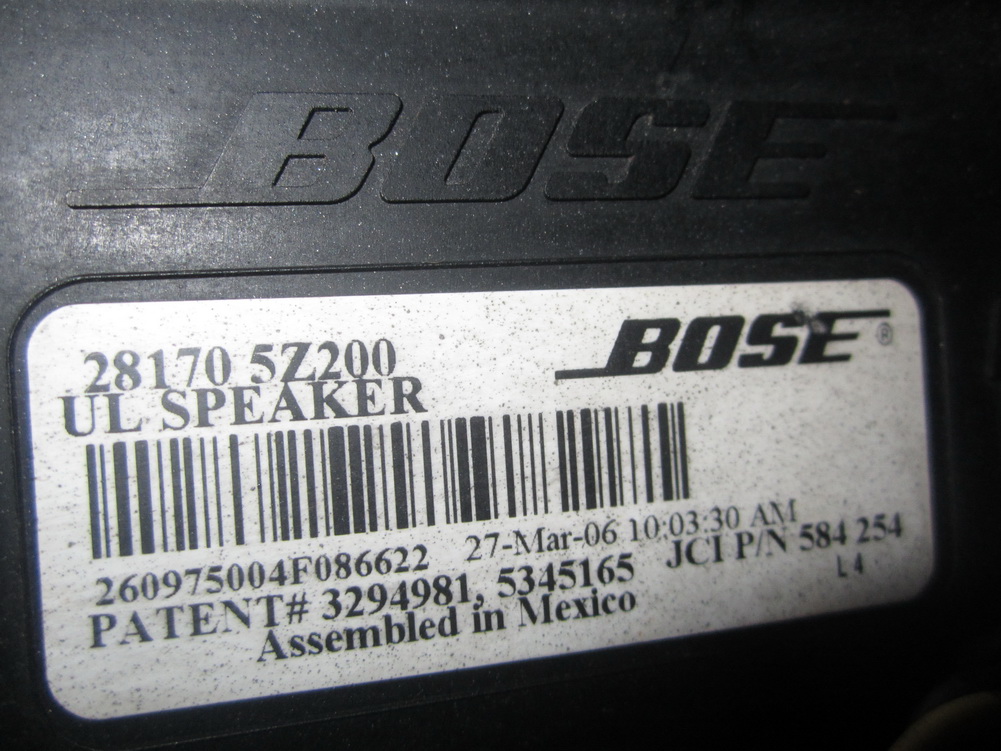 BOSE
BOSE®
28170 5Z200
UL SPEAKER
260975004F086622 27-Mar-06 10:03:30 AM
PATENT# 3294981, 5345165 JCI P/N 584 254
Assembled in Mexico L4